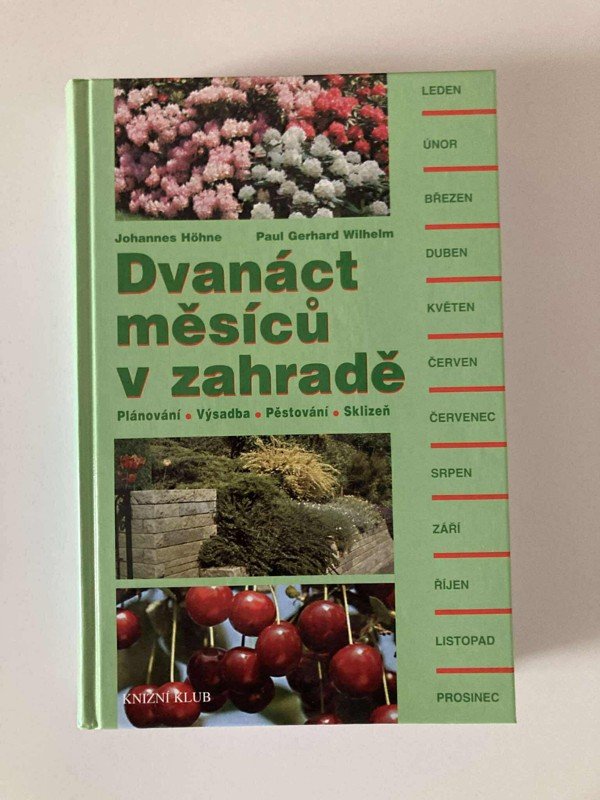 Johannes Höhne Paul Gerhard Wilhelm
Dvanáct
měsíců
v zahradě
Plánování • Výsadba • Pěstování • Sklizeň
KNIŽNÍ KLUB
LEDEN
ÚNOR
BŘEZEN
DUBEN
KVĚTEN
ČERVEN
ČERVENEC
SRPEN
ZÁŘÍ
ŘÍJEN
LISTOPAD
PROSINEC